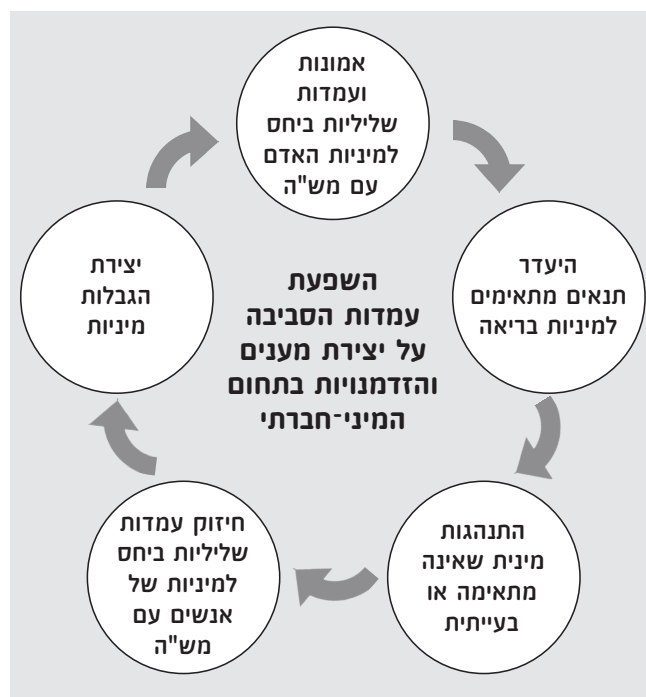 אמונות
ועמדות
שליליות ביחס
למיניות האדם
עם מש"ה
היעדר
תנאים מתאימים
למיניות בריאה
התנהגות
מינית שאינה
מתאימה או
בעייתית
חיזוק עמדות
שליליות ביחס
למיניות של
אנשים עם
מש"ה
יצירת
הגבלות
מיניות
השפעת
עמדות הסביבה
על יצירת מענים
והזדמנויות בתחום
המיני-חברתי